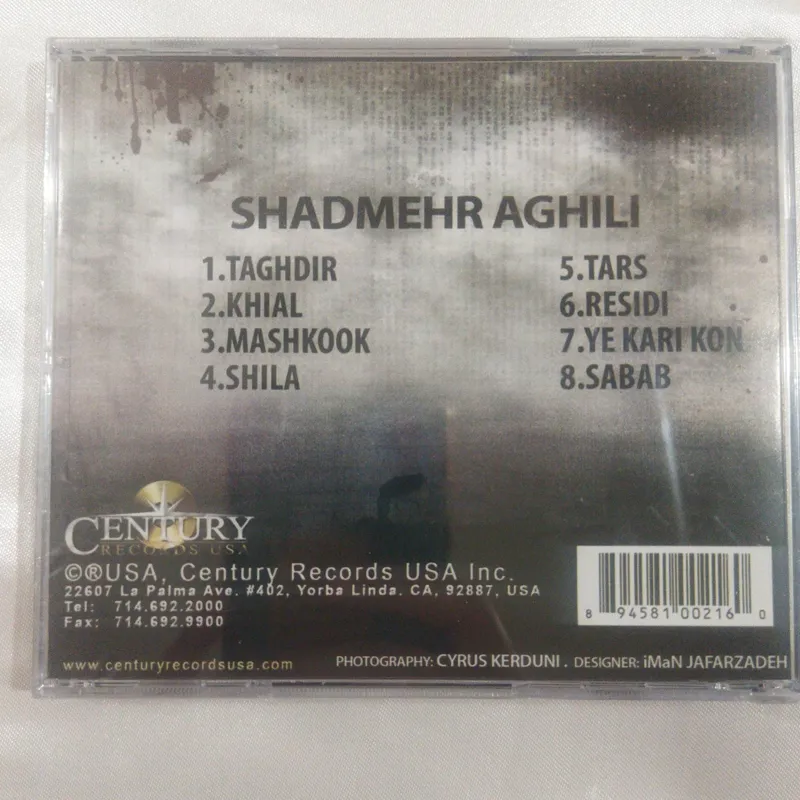 SHADMEHR AGHILI
1.TAGHDIR
2.KHIAL
3.MASHKOOK
4.SHILA
5.TARS
6.RESIDI
7.YE KARI KON
8.SABAB
CENTURY
RECORDS USA
©®USA, Century Records USA Inc.
22607 La Palma Ave. #402, Yorba Linda. CA, 92887, USA
Tel: 714.692.2000
Fax: 714.692.9900
www.centuryrecordsusa.com
8 94581 00216 0
PHOTOGRAPHY: CYRUS KERDUNI . DESIGNER: iMaN JAFARZADEH